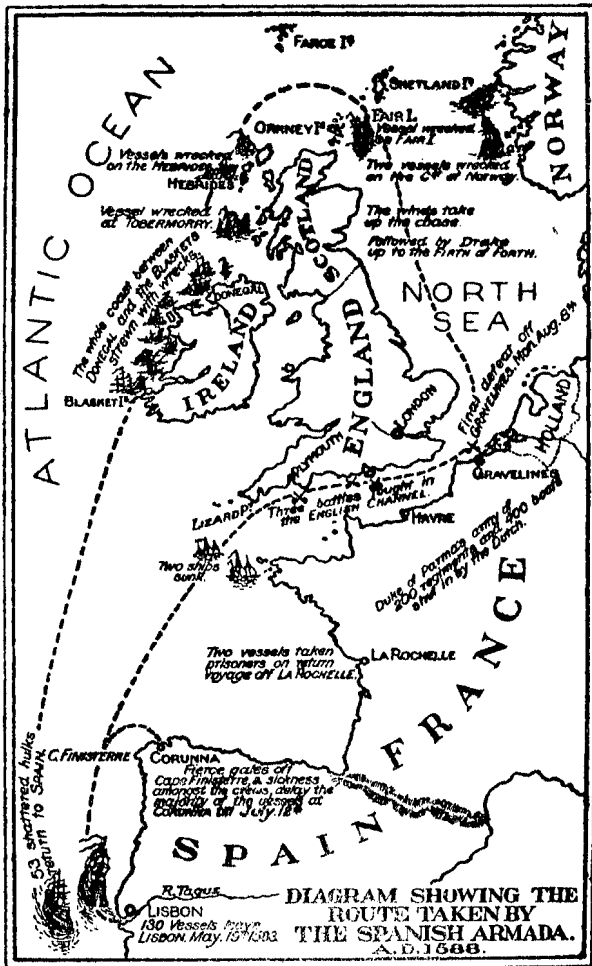 FAROE Is
SHETLAND Is
NORWAY
ATLANTIC OCEAN
ORKNEY Is
FAIR I.
Vessel wrecked
on FAIR I
Vessels wrecked
on the HEBRIDES
HEBRIDES
Two vessels wrecked
on the Ct of Norway.
Vessel wrecked
at TOBERMORRY.
SCOTLAND
The winds take
up the chase.
Followed by Drake
up to the FIRTH of FORTH.
The whole coast between
DONEGAL and the BLASKETS
strewn with wrecks.
DONEGAL
NORTH
SEA
IRELAND
ENGLAND
BLASKET Is
Final defeat off
GRAVELINES. Mon. Aug. 8th
HOLLAND
LONDON
PLYMOUTH
GRAVELINES
LIZARD Pt.
Three battles fought in
the ENGLISH CHANNEL.
HAVRE
Two ships
sunk.
Duke of Parma's army of
200 regiments and 400 boats
shut in by the Dutch.
Two vessels taken
prisoners on return
voyage off LA ROCHELLE.
LA ROCHELLE
FRANCE
C. FINISTERRE
CORUNNA
Fierce gales off
Cape Finisterre, & sickness
amongst the crews, delay the
majority of the vessels at
CORUNNA till July. 12th
53 shattered hulks
return to SPAIN.
SPAIN
R. Tagus
LISBON
130 Vessels leave
LISBON. May. 19th
DIAGRAM SHOWING THE
ROUTE TAKEN BY
THE SPANISH ARMADA.
A.D. 1588.